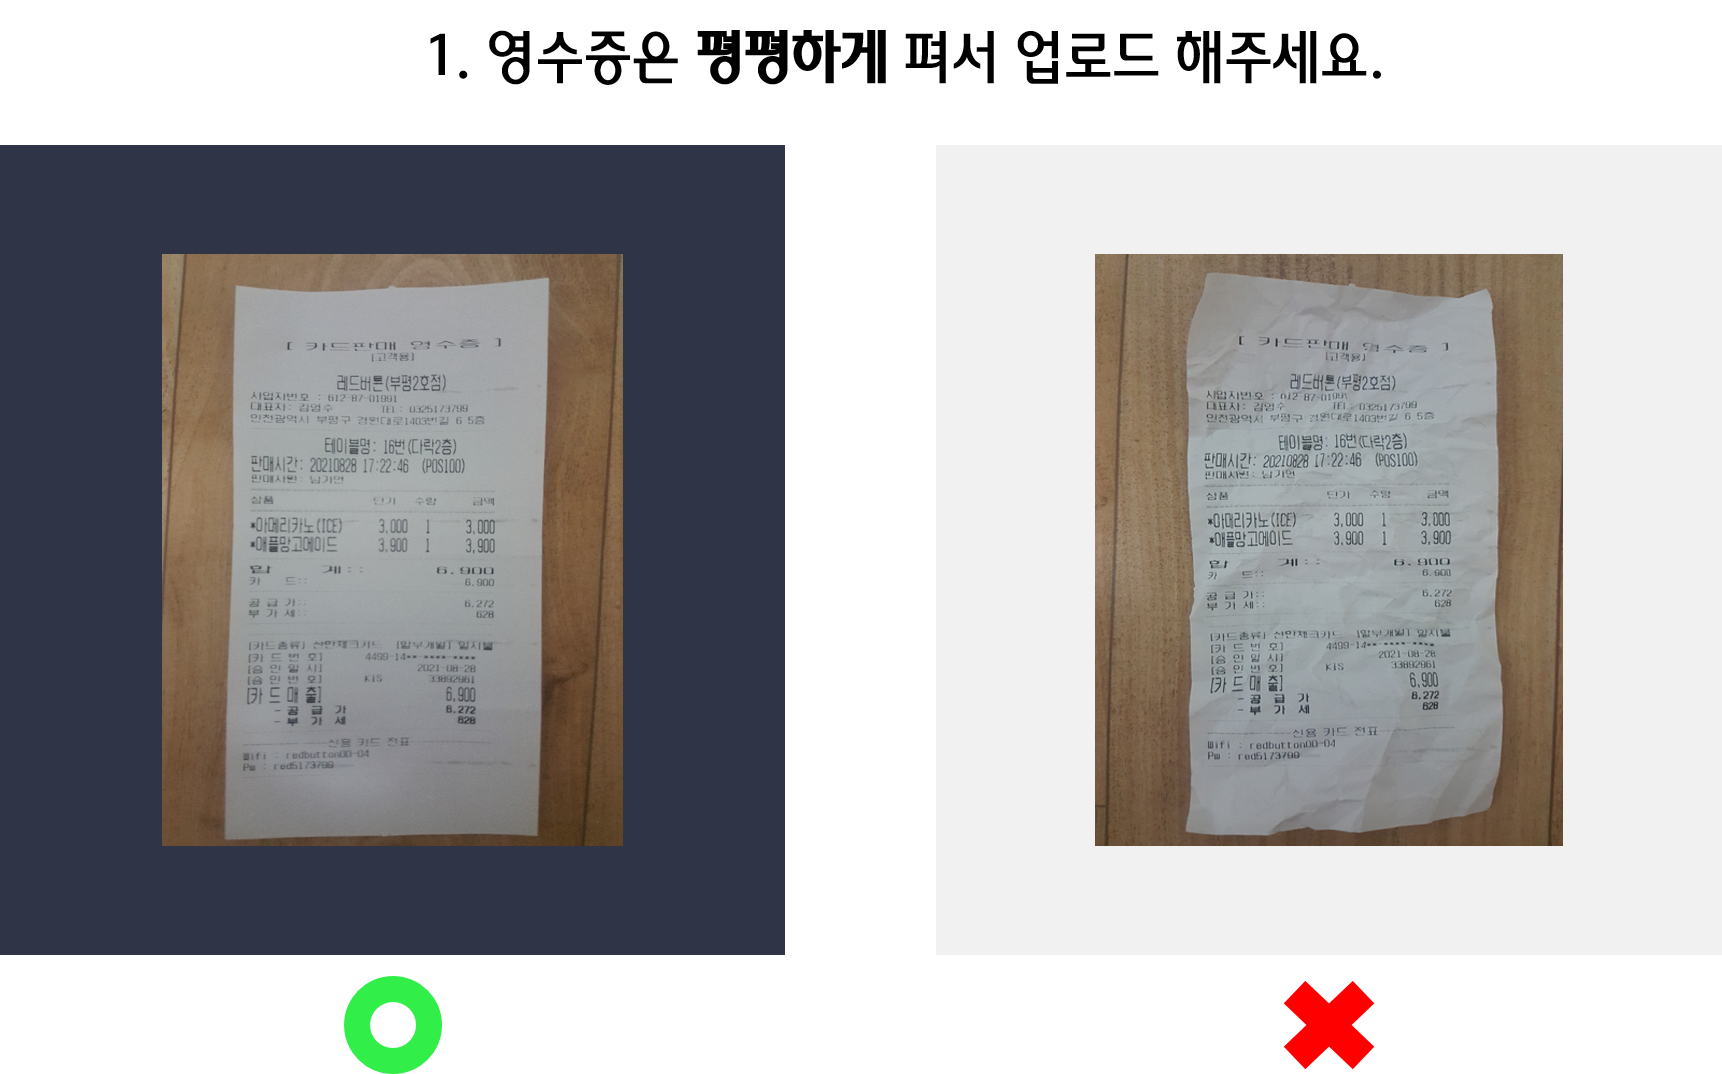 1. 영수증은 평평하게 펴서 업로드 해주세요.
[ 카드판매 영수증 ]
[고객용]
레드버튼(부평2호점)
사업자번호 : 612-87-01991
대표자: 김영수 TEL : 0325173799
인천광역시 부평구 경원대로1403번길 6 5층
테이블명: 16번(다락2층)
판매시간: 20210828 17:22:46 (POS100)
판매사원: 남기언
상품 단가 수량 금액
*아메리카노(ICE) 3,000 1 3,000
*애플망고에이드 3,900 1 3,900
합 계:: 6,900
카 드:: 6,900
공 급 가:: 6,272
부 가 세:: 628
[카드종류] 신한체크카드 [할부개월] 일시불
[카 드 번 호] 4499-14**-****-****
[승 인 일 시] 2021-08-28
[승 인 번 호] KIS 33892961
[카 드 매 출] 6,900
- 공 급 가 6,272
- 부 가 세 628
신용 카드 전표
Wifi : redbutton00-04
Pw : red5173799
[ 카드판매 영수증 ]
[고객용]
레드버튼(부평2호점)
사업자번호 : 612-87-01991
대표자: 김영수 TEL : 0325173799
인천광역시 부평구 경원대로1403번길 6 5층
테이블명: 16번(다락2층)
판매시간: 20210828 17:22:46 (POS100)
판매사원: 남기언
상품 단가 수량 금액
*아메리카노(ICE) 3,000 1 3,000
*애플망고에이드 3,900 1 3,900
합 계:: 6,900
카 드:: 6,900
공 급 가:: 6,272
부 가 세:: 628
[카드종류] 신한체크카드 [할부개월] 일시불
[카 드 번 호] 4499-14**-****-****
[승 인 일 시] 2021-08-28
[승 인 번 호] KIS 33892961
[카 드 매 출] 6,900
- 공 급 가 6,272
- 부 가 세 628
신용 카드 전표
Wifi : redbutton00-04
Pw : red5173799